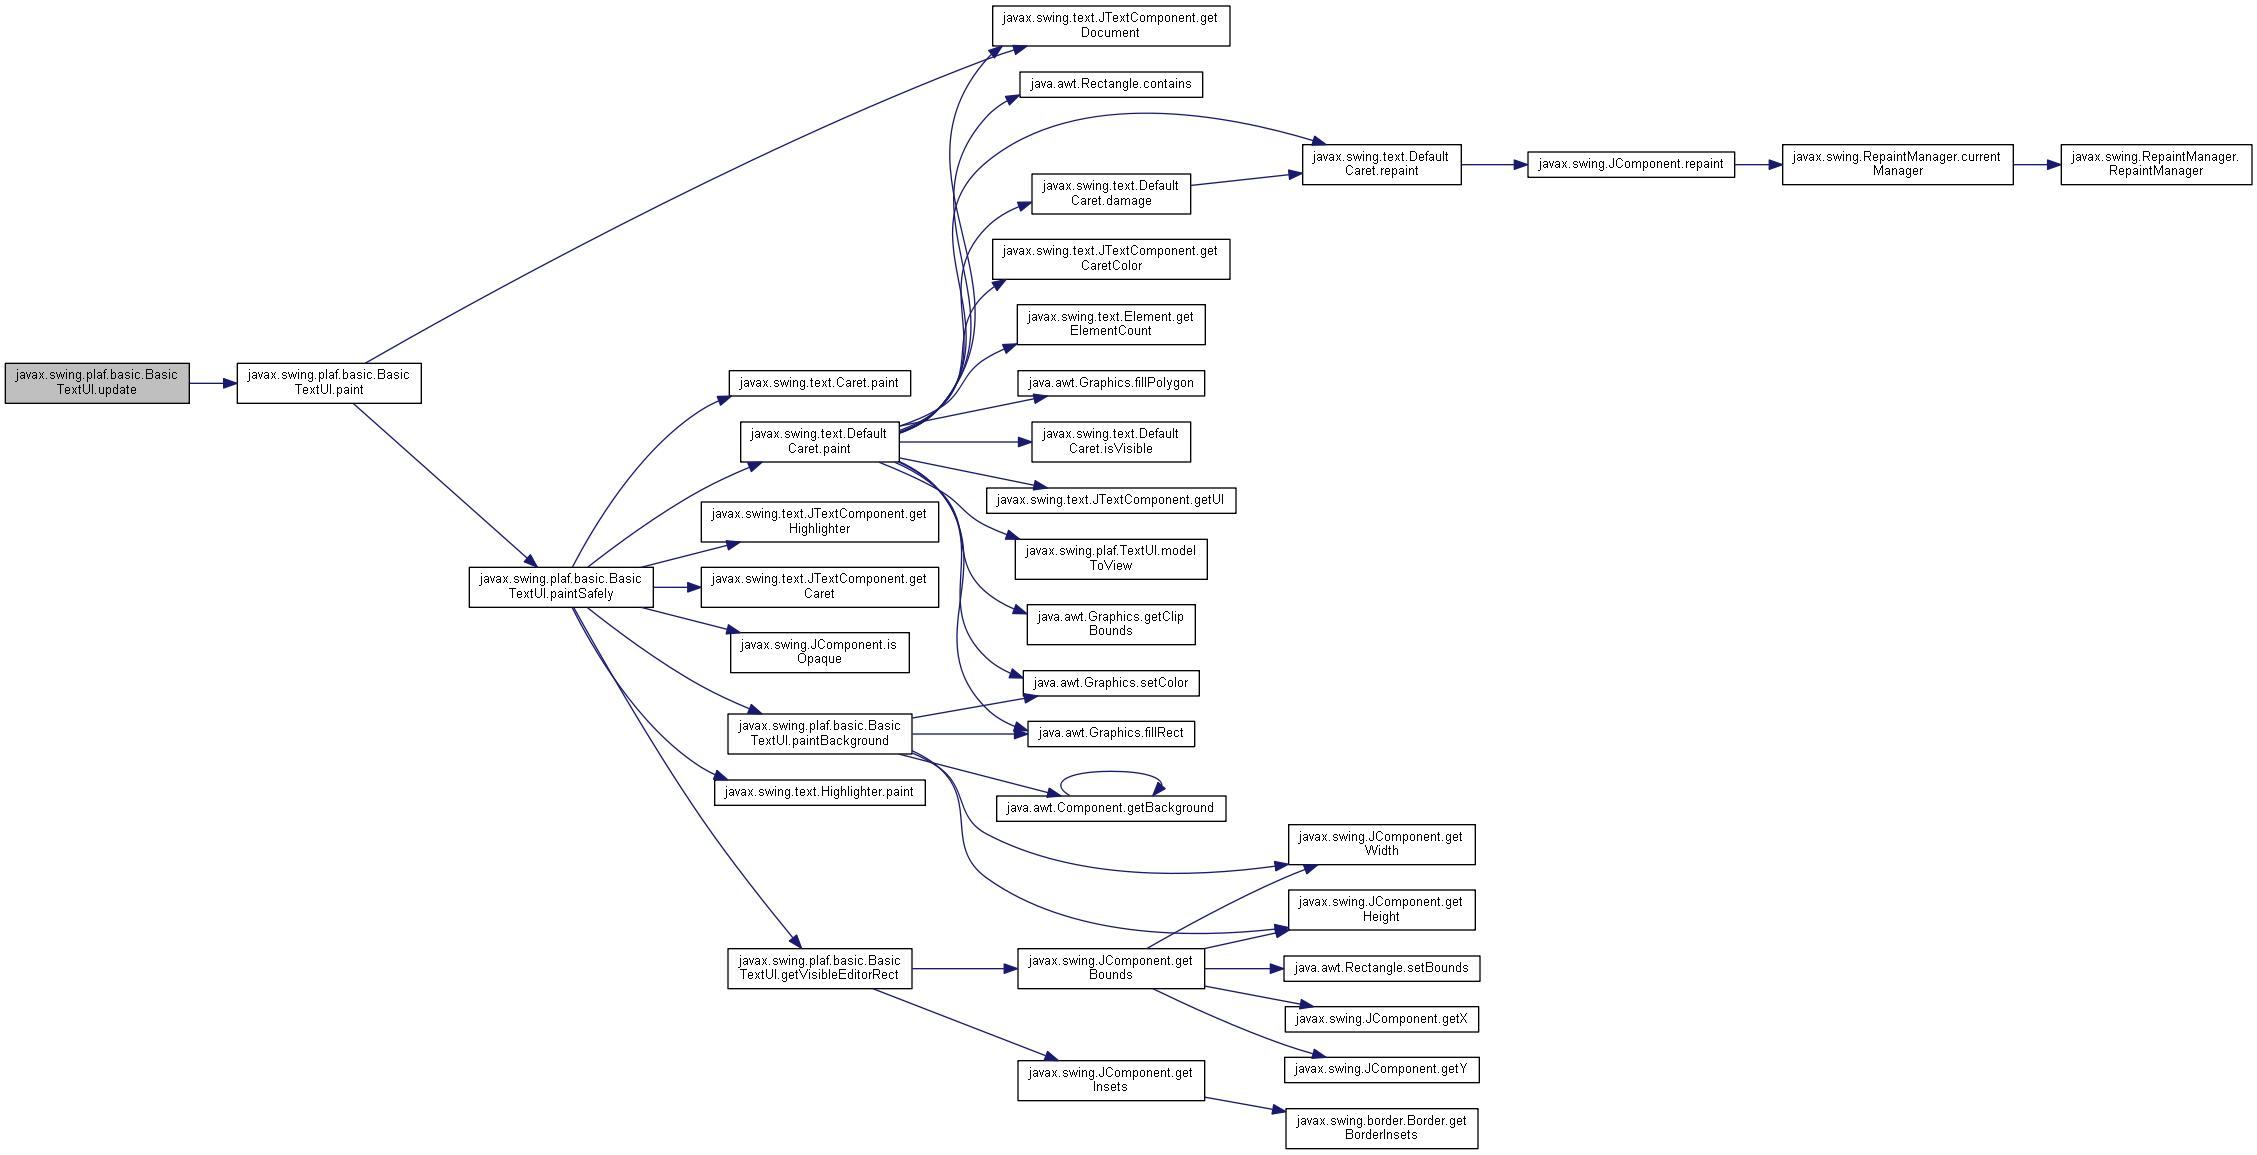 javax.swing.text.JTextComponent.get
Document
java.awt.Rectangle.contains
javax.swing.text.Default
Caret.repaint
javax.swing.JComponent.repaint
javax.swing.RepaintManager.current
Manager
javax.swing.RepaintManager.
RepaintManager
javax.swing.text.Default
Caret.damage
javax.swing.text.JTextComponent.get
CaretColor
javax.swing.text.Element.get
ElementCount
javax.swing.plaf.basic.Basic
TextUI.update
javax.swing.plaf.basic.Basic
TextUI.paint
javax.swing.text.Caret.paint
java.awt.Graphics.fillPolygon
javax.swing.text.Default
Caret.paint
javax.swing.text.Default
Caret.isVisible
javax.swing.text.JTextComponent.getUI
javax.swing.text.JTextComponent.get
Highlighter
javax.swing.plaf.TextUI.model
ToView
javax.swing.plaf.basic.Basic
TextUI.paintSafely
javax.swing.text.JTextComponent.get
Caret
java.awt.Graphics.getClip
Bounds
javax.swing.JComponent.is
Opaque
java.awt.Graphics.setColor
javax.swing.plaf.basic.Basic
TextUI.paintBackground
java.awt.Graphics.fillRect
javax.swing.text.Highlighter.paint
java.awt.Component.getBackground
javax.swing.JComponent.get
Width
javax.swing.JComponent.get
Height
javax.swing.plaf.basic.Basic
TextUI.getVisibleEditorRect
javax.swing.JComponent.get
Bounds
java.awt.Rectangle.setBounds
javax.swing.JComponent.getX
javax.swing.JComponent.getY
javax.swing.JComponent.get
Insets
javax.swing.border.Border.get
BorderInsets